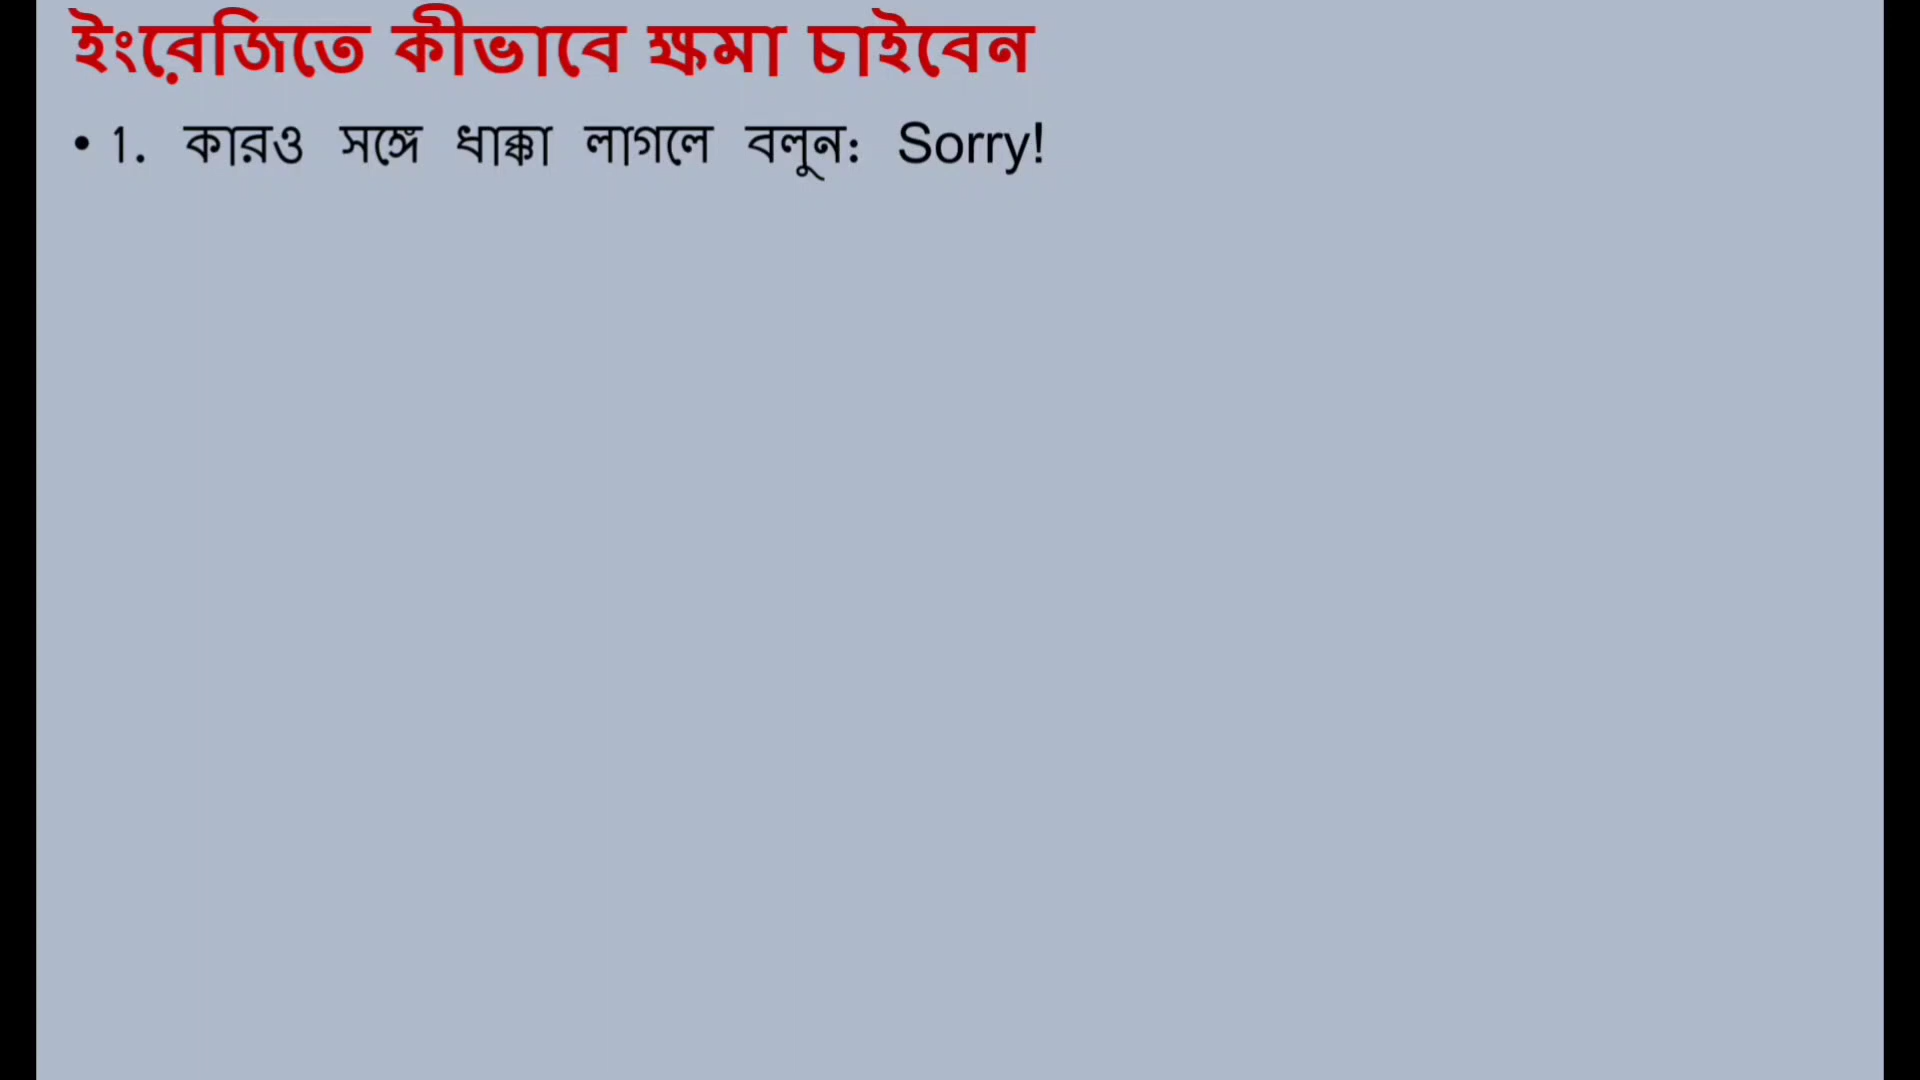 ইংরেজিতে কীভাবে ক্ষমা চাইবেন
• 1. কারও সঙ্গে ধাক্কা লাগলে বলুন: Sorry!